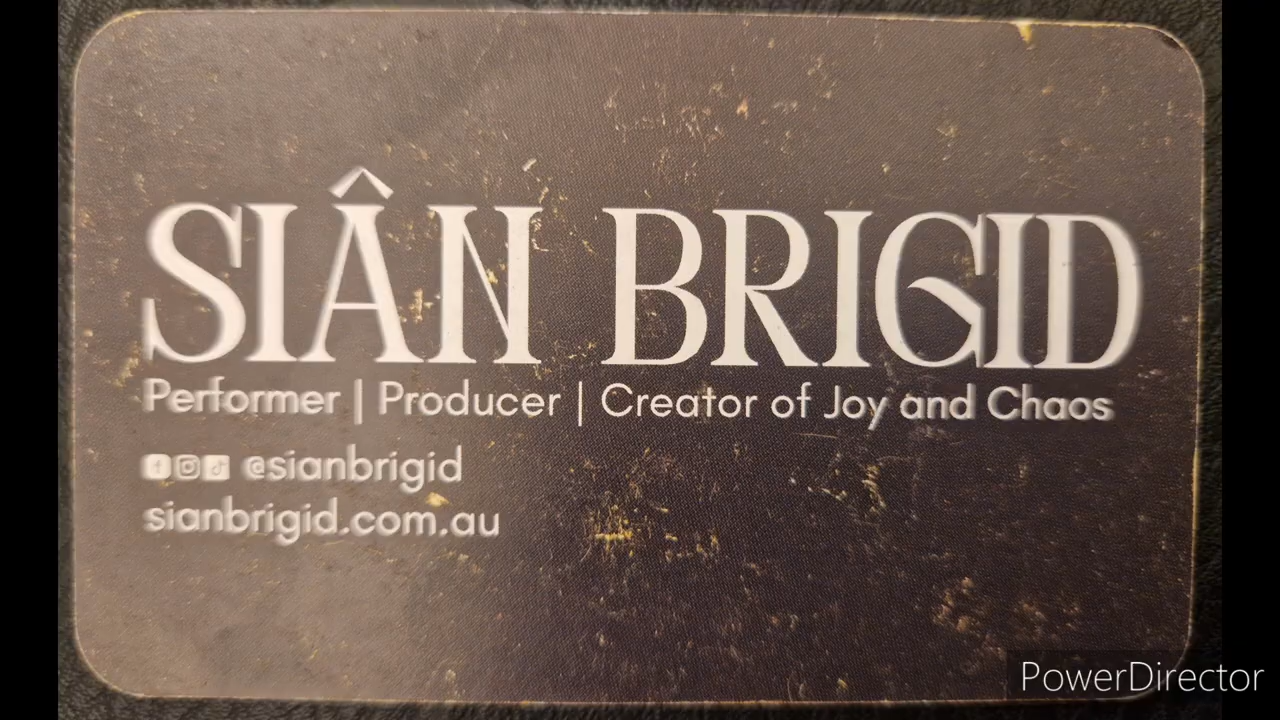 SIÂN BRIGID
Performer | Producer | Creator of Joy and Chaos
@sianbrigid
sianbrigid.com.au
PowerDirector